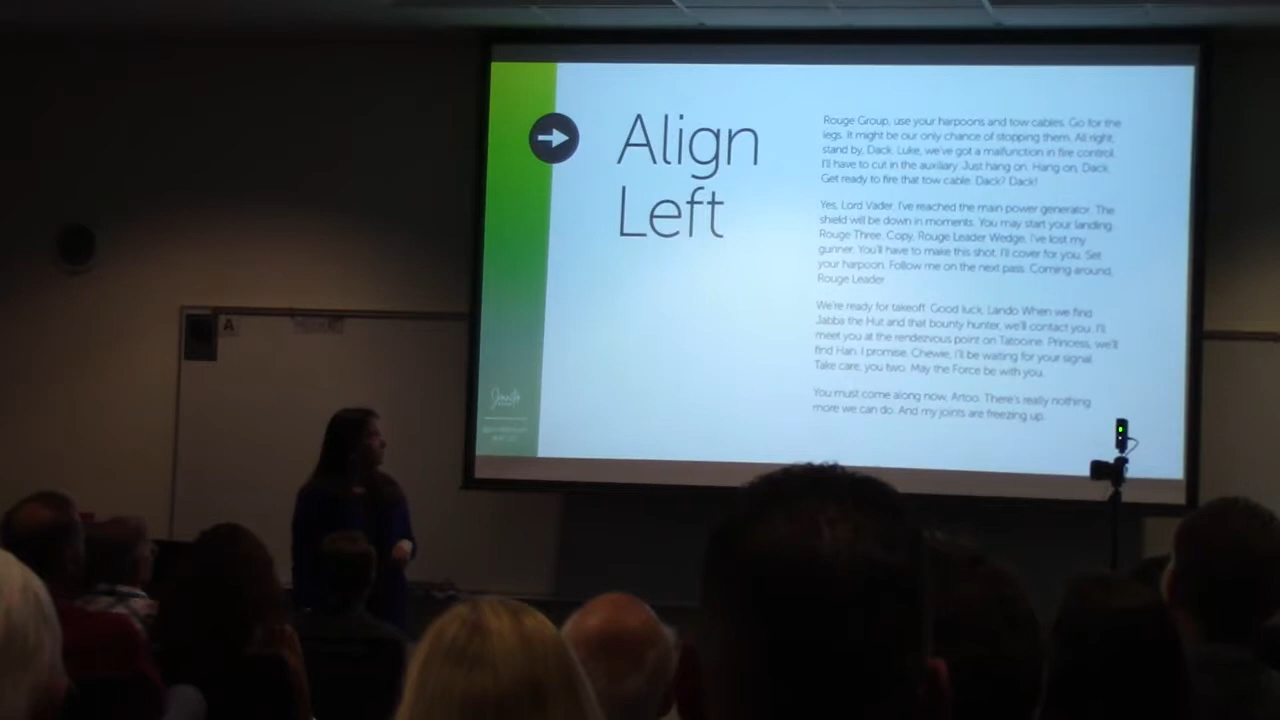 Align
Left
Rouge Group, use your harpoons and tow cables. Go for the
legs. It might be our only chance of stopping them. All right,
stand by, Dack. Luke, we've got a malfunction in fire control.
I'll have to cut in the auxiliary. Just hang on. Hang on, Dack.
Get ready to fire that tow cable. Dack? Dack!
Yes, Lord Vader. I've reached the main power generator. The
shield will be down in moments. You may start your landing.
Rouge Three. Copy, Rouge Leader Wedge, I've lost my
gunner. You'll have to make this shot. I'll cover for you. Set
your harpoon. Follow me on the next pass. Coming around,
Rouge Leader.
We're ready for takeoff. Good luck, Lando When we find
Jabba the Hut and that bounty hunter, we'll contact you. I'll
meet you at the rendezvous point on Tatooine. Princess, we'll
find Han. I promise. Chewie, I'll be waiting for your signal.
Take care, you two. May the Force be with you.
You must come along now, Artoo. There's really nothing
more we can do. And my joints are freezing up.
A